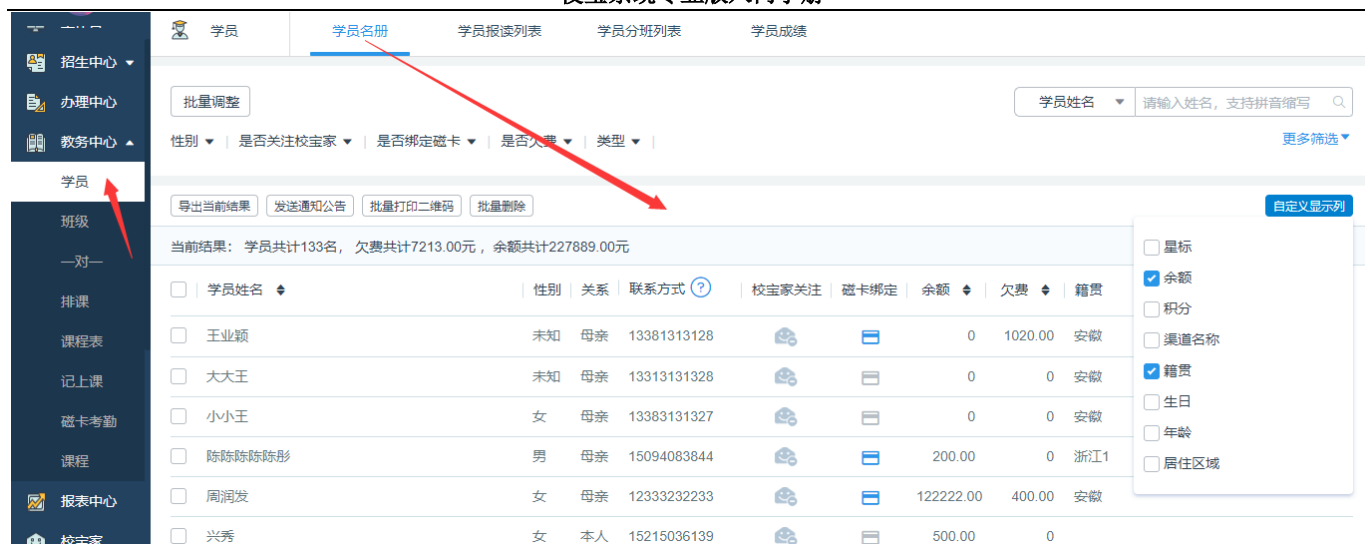 学员 学员名册 学员报读列表 学员分班列表 学员成绩
招生中心
办理中心
教务中心
学员
班级
一对一
排课
课程表
记上课
磁卡考勤
课程
报表中心
校宝家
批量调整 学员姓名 请输入姓名，支持拼音缩写
性别 是否关注校宝家 是否绑定磁卡 是否欠费 类型 更多筛选
导出当前结果 发送通知公告 批量打印二维码 批量删除 自定义显示列
当前结果： 学员共计133名， 欠费共计7213.00元 ，余额共计227889.00元
学员姓名 性别 关系 联系方式 ? 校宝家关注 磁卡绑定 余额 欠费 籍贯
王业颖 未知 母亲 13381313128 0 1020.00 安徽
大大王 未知 母亲 13313131328 0 0 安徽
小小王 女 母亲 13383131327 0 0 安徽
陈陈陈陈陈彤 男 母亲 15094083844 200.00 0 浙江1
周润发 女 母亲 12333232233 122222.00 400.00 安徽
兴秀 女 本人 15215036139 500.00 0
星标
余额
积分
渠道名称
籍贯
生日
年龄
居住区域